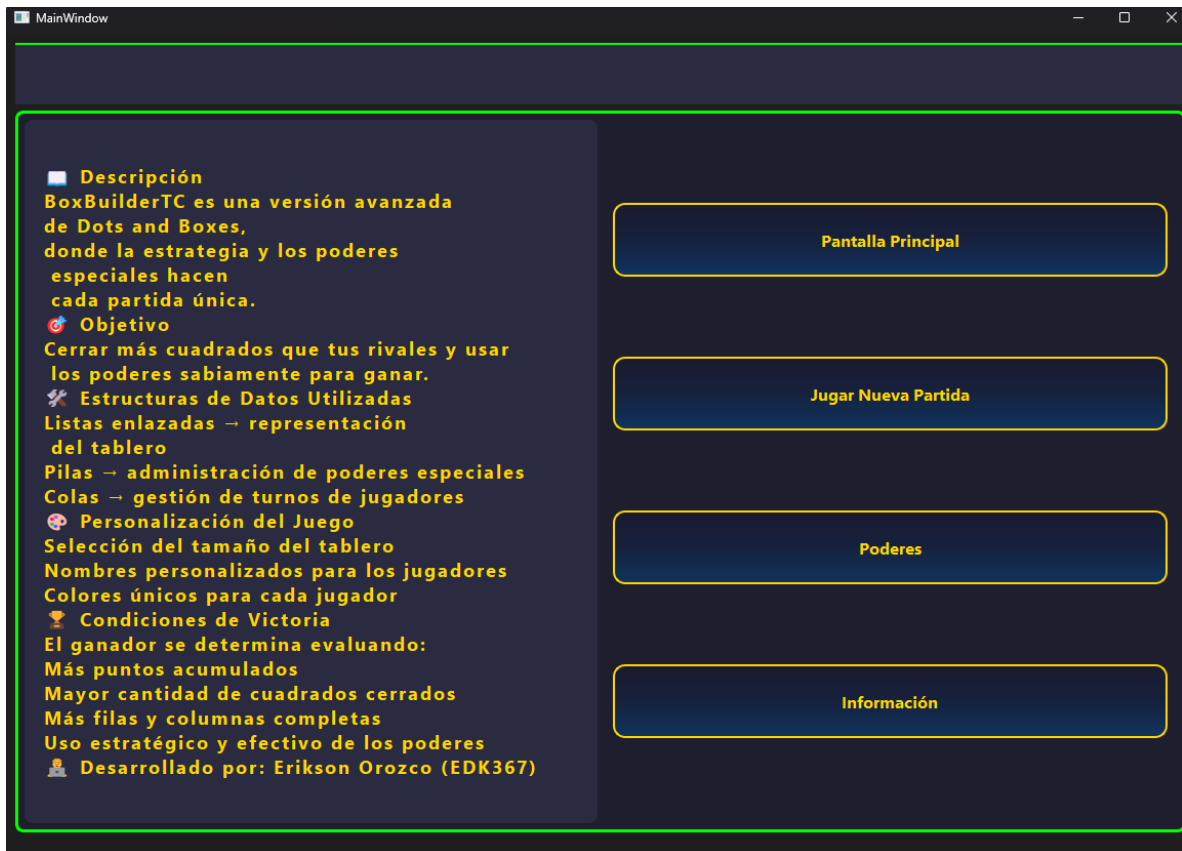 MainWindow
📖 Descripción
BoxBuilderTC es una versión avanzada
de Dots and Boxes,
donde la estrategia y los poderes
especiales hacen
cada partida única.
🎯 Objetivo
Cerrar más cuadrados que tus rivales y usar
los poderes sabiamente para ganar.
🛠 Estructuras de Datos Utilizadas
Listas enlazadas → representación
del tablero
Pilas → administración de poderes especiales
Colas → gestión de turnos de jugadores
🎨 Personalización del Juego
Selección del tamaño del tablero
Nombres personalizados para los jugadores
Colores únicos para cada jugador
🏆 Condiciones de Victoria
El ganador se determina evaluando:
Más puntos acumulados
Mayor cantidad de cuadrados cerrados
Más filas y columnas completas
Uso estratégico y efectivo de los poderes
👨‍💻 Desarrollado por: Erikson Orozco (EDK367)
Pantalla Principal
Jugar Nueva Partida
Poderes
Información